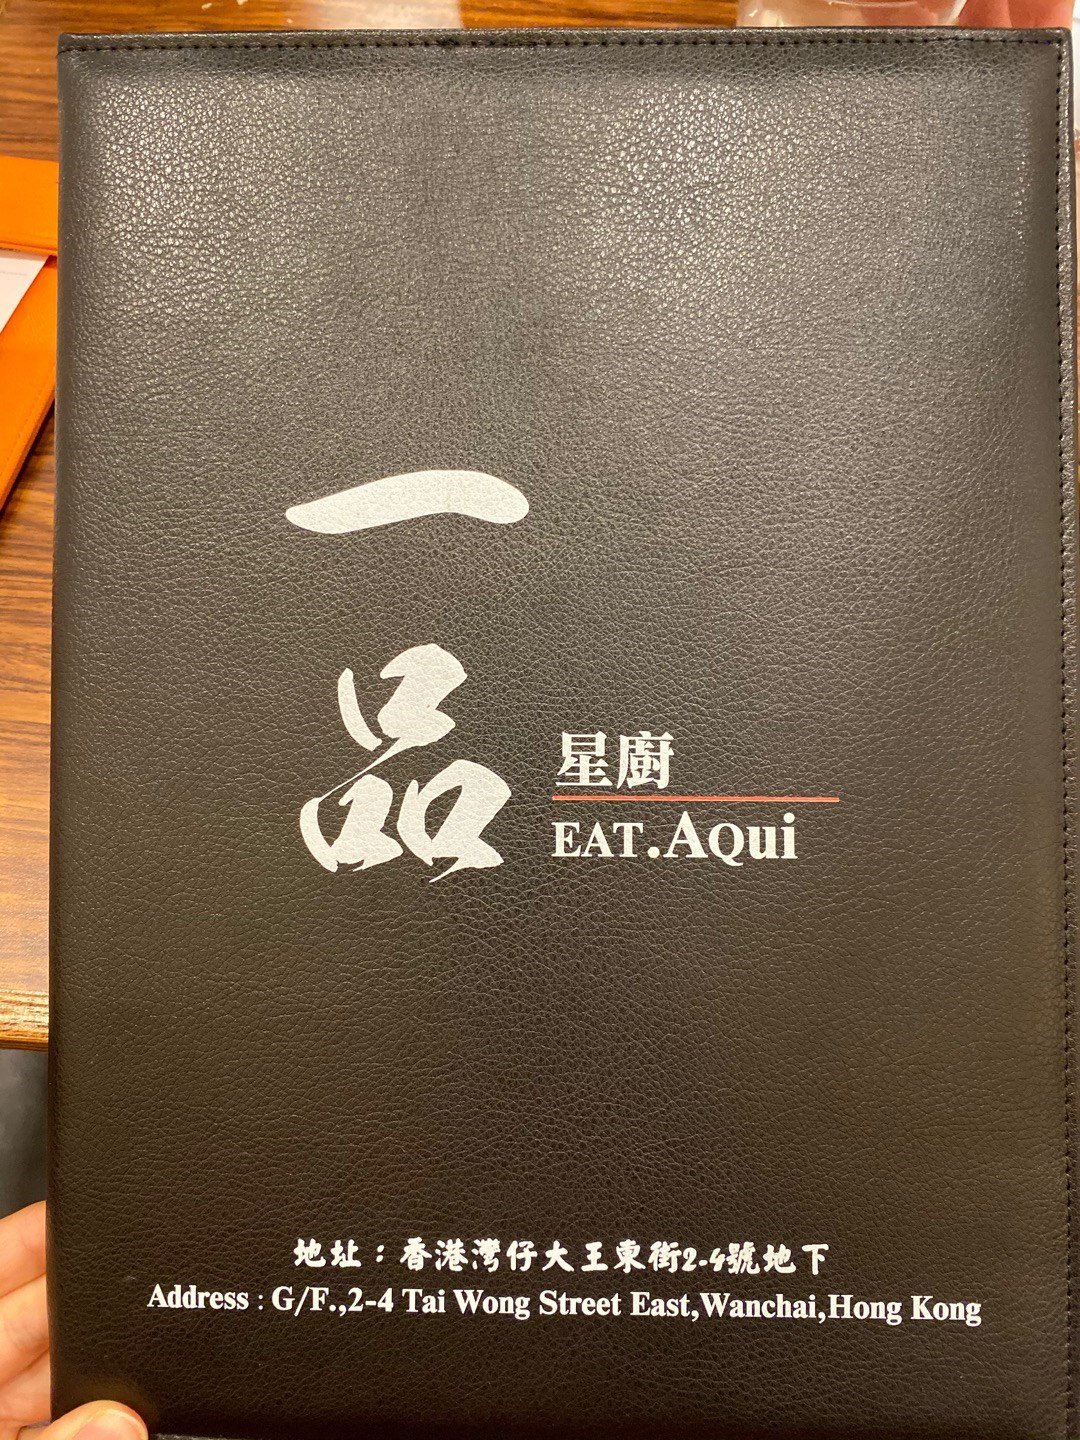 一
品
星廚
EAT.AQui
地址：香港灣仔大王東街2-4號地下
Address : G/F.,2-4 Tai Wong Street East,Wanchai,Hong Kong